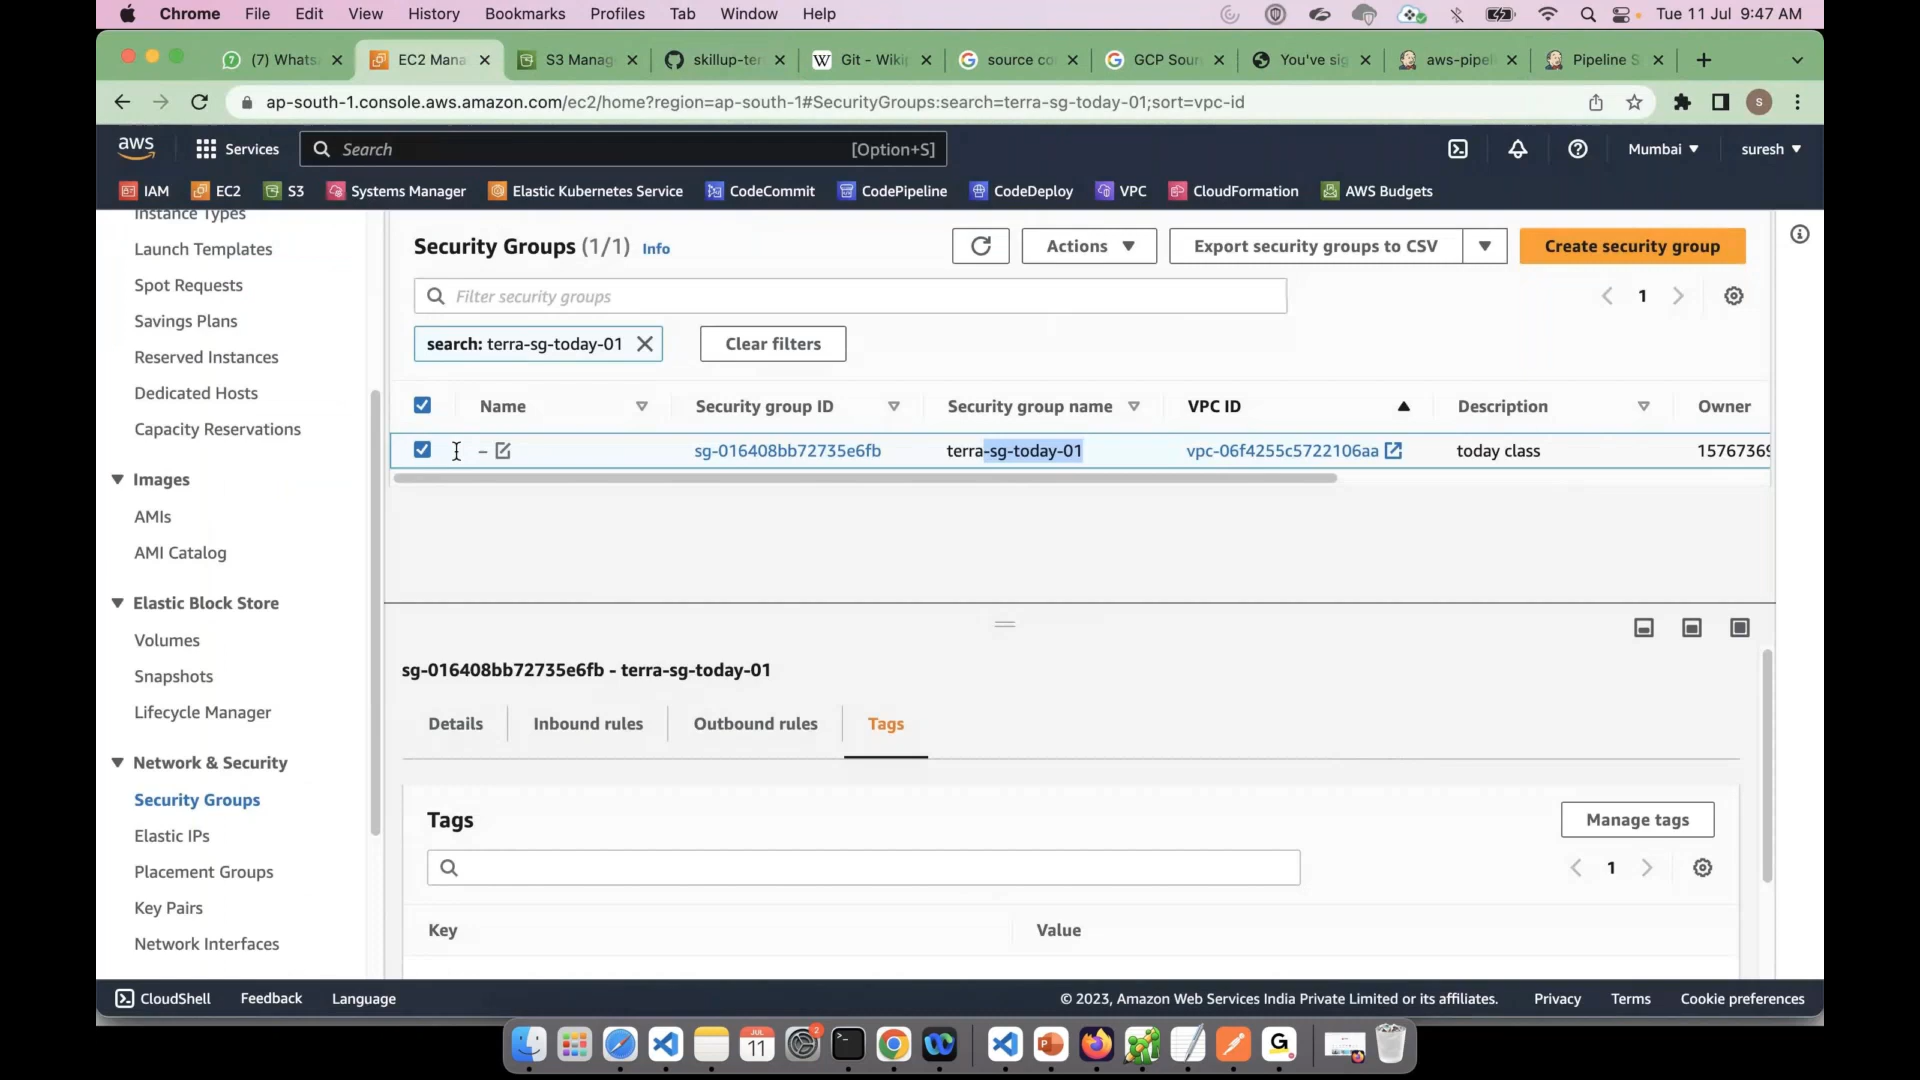 Chrome File Edit View History Bookmarks Profiles Tab Window Help Tue 11 Jul 9:47 AM
(7) Whats EC2 Mana S3 Manag skillup-ter Git - Wiki source co GCP Sour You've sig aws-pipel Pipeline S
ap-south-1.console.aws.amazon.com/ec2/home?region=ap-south-1#SecurityGroups:search=terra-sg-today-01;sort=vpc-id S
aws Services Search [Option+S] Mumbai suresh
IAM EC2 S3 Systems Manager Elastic Kubernetes Service CodeCommit CodePipeline CodeDeploy VPC CloudFormation AWS Budgets
Instance Types
Launch Templates
Spot Requests
Savings Plans
Reserved Instances
Dedicated Hosts
Capacity Reservations
Images
AMIs
AMI Catalog
Elastic Block Store
Volumes
Snapshots
Lifecycle Manager
Network & Security
Security Groups
Elastic IPs
Placement Groups
Key Pairs
Network Interfaces
Security Groups (1/1) Info Actions Export security groups to CSV Create security group
Filter security groups 1
search: terra-sg-today-01 Clear filters
Name Security group ID Security group name VPC ID Description Owner
– sg-016408bb72735e6fb terra-sg-today-01 vpc-06f4255c5722106aa today class 15767369
sg-016408bb72735e6fb - terra-sg-today-01
Details Inbound rules Outbound rules Tags
Tags Manage tags
1
Key Value
CloudShell Feedback Language © 2023, Amazon Web Services India Private Limited or its affiliates. Privacy Terms Cookie preferences
JUL
11
2
G